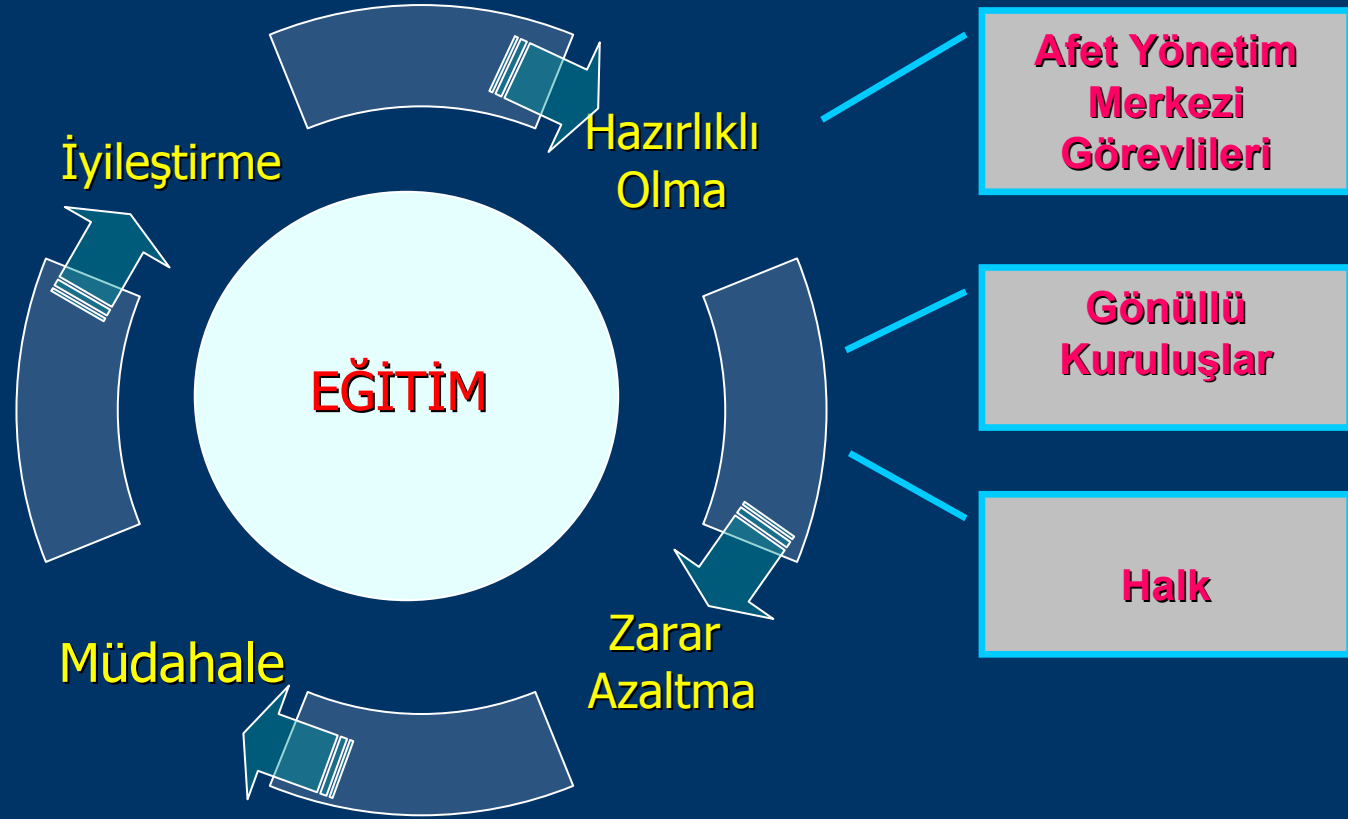 İyileştirme
Hazırlıklı
Olma
EĞİTİM
Müdahale
Zarar
Azaltma
Afet Yönetim
Merkezi
Görevlileri
Gönüllü
Kuruluşlar
Halk